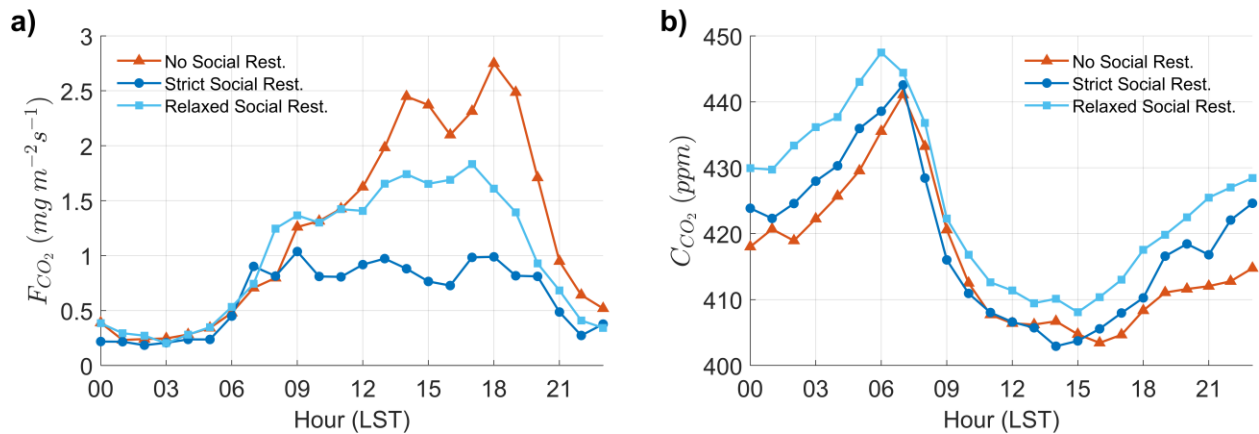 a)
F_{CO_2} (mg m^{-2}s^{-1})
3
2.5
2
1.5
1
0.5
0
No Social Rest.
Strict Social Rest.
Relaxed Social Rest.
00 03 06 09 12 15 18 21
Hour (LST)
b)
C_{CO_2} (ppm)
450
440
430
420
410
400
No Social Rest.
Strict Social Rest.
Relaxed Social Rest.
00 03 06 09 12 15 18 21
Hour (LST)